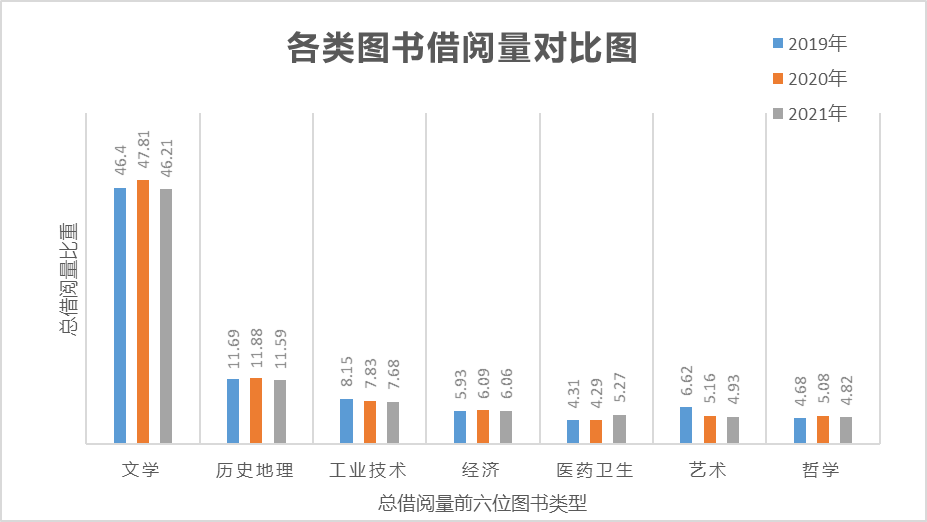 各类图书借阅量对比图
2019年
2020年
2021年
总借阅量比重
46.4
47.81
46.21
11.69
11.88
11.59
8.15
7.83
7.68
5.93
6.09
6.06
4.31
4.29
5.27
6.62
5.16
4.93
4.68
5.08
4.82
文学
历史地理
工业技术
经济
医药卫生
艺术
哲学
总借阅量前六位图书类型